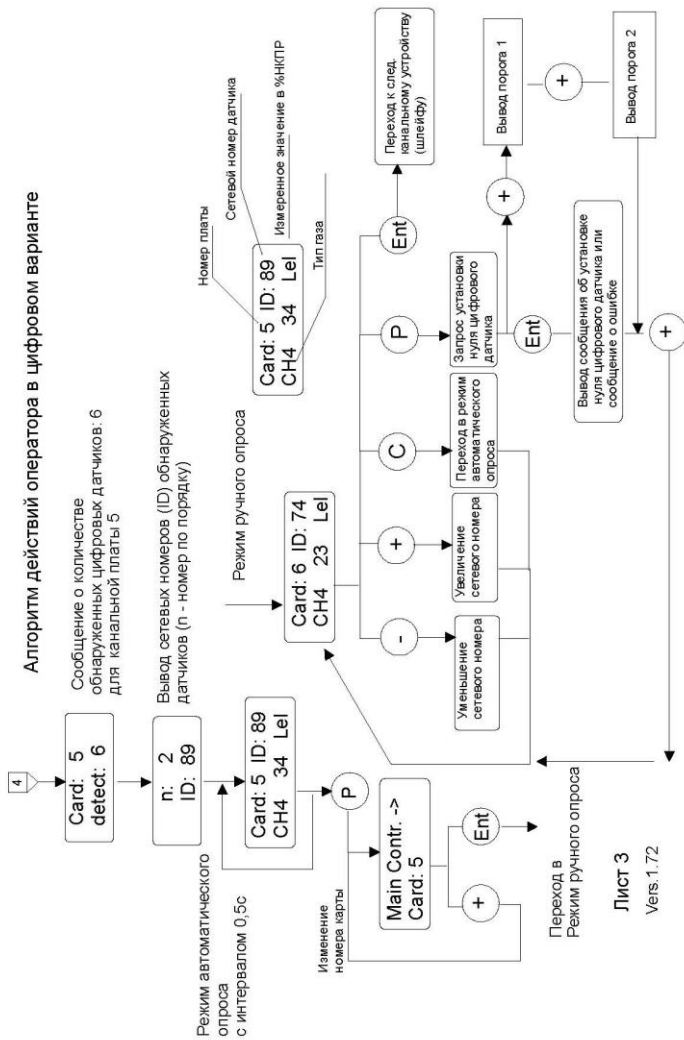 Алгоритм действий оператора в цифровом варианте
4
Card: 5
detect: 6
Сообщение о количестве
обнаруженных цифровых датчиков: 6
для канальной платы 5
n: 2
ID: 89
Вывод сетевых номеров (ID) обнаруженных
датчиков (n - номер по порядку)
Режим автоматического
опроса
с интервалом 0,5с
Card: 5 ID: 89
CH4 34 Lel
P
Изменение
номера карты
Main Contr. ->
Card: 5
+
Ent
Переход в
Режим ручного опроса
Режим ручного опроса
Card: 6 ID: 74
CH4 23 Lel
Номер платы
Сетевой номер датчика
Card: 5 ID: 89
CH4 34 Lel
Измеренное значение в %НКПР
Тип газа
-
+
C
P
Ent
Уменьшение
сетевого номера
Увеличение
сетевого номера
Переход в режим
автоматического
опроса
Запрос установки
нуля цифрового
датчика
Переход к след.
канальному устройству
(шлейфу)
Ent
+
Вывод порога 1
+
Вывод порога 2
Вывод сообщения об установке
нуля цифрового датчика или
сообщение о ошибке
+
Лист 3
Vers.1.72